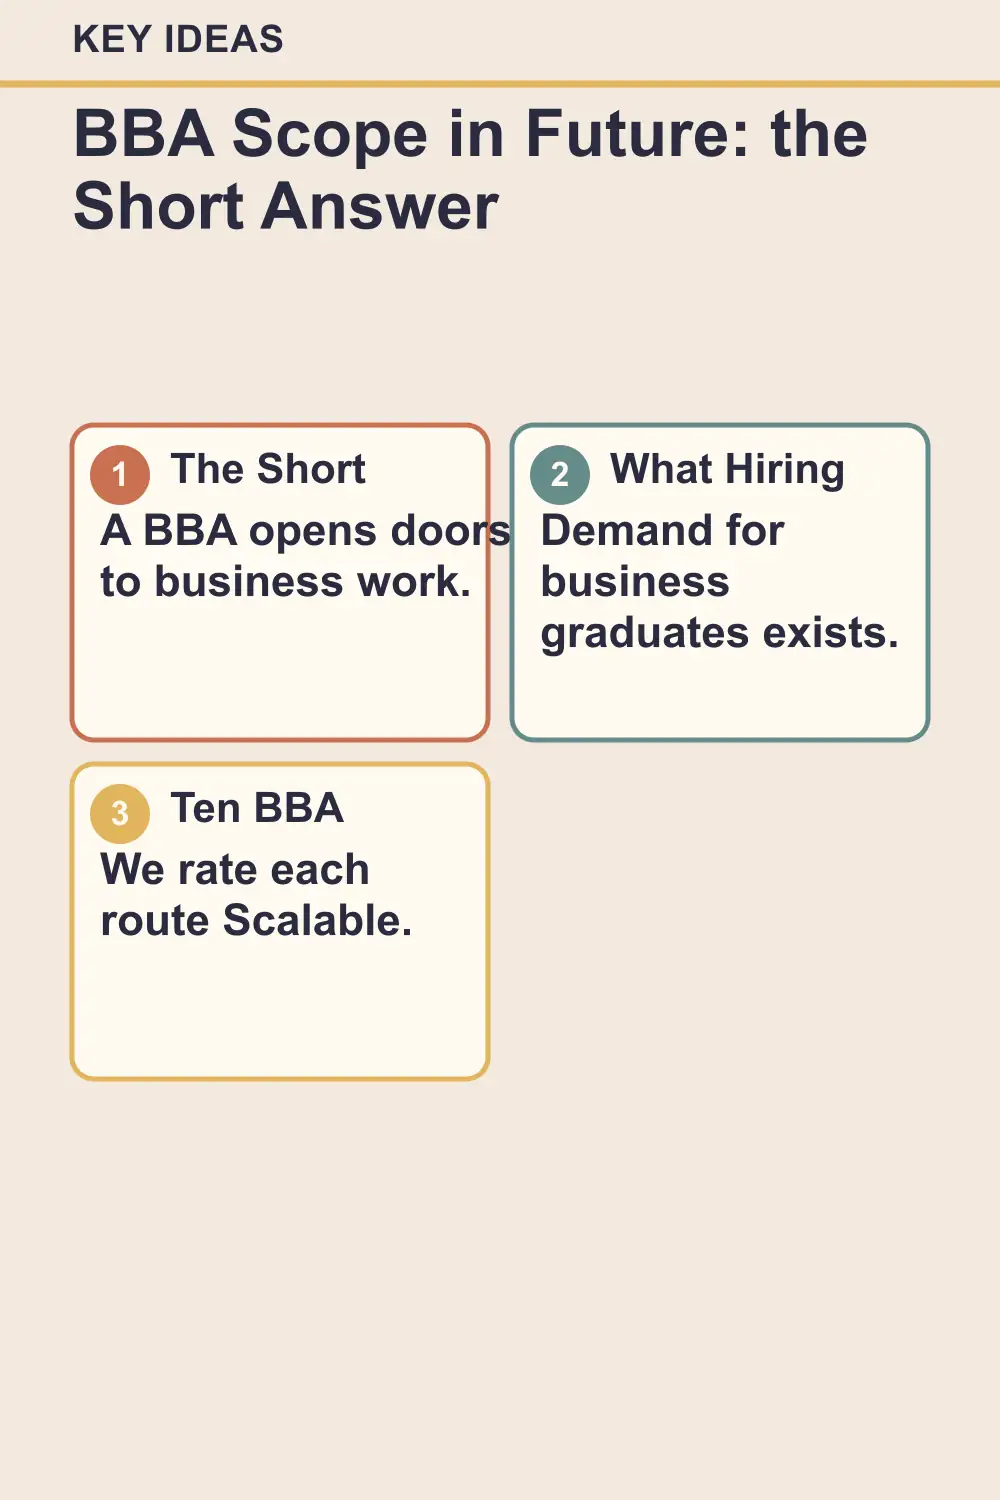 KEY IDEAS
BBA Scope in Future: the
Short Answer
1 The Short
A BBA opens doors
to business work.
2 What Hiring
Demand for
business
graduates exists.
3 Ten BBA
We rate each
route Scalable.